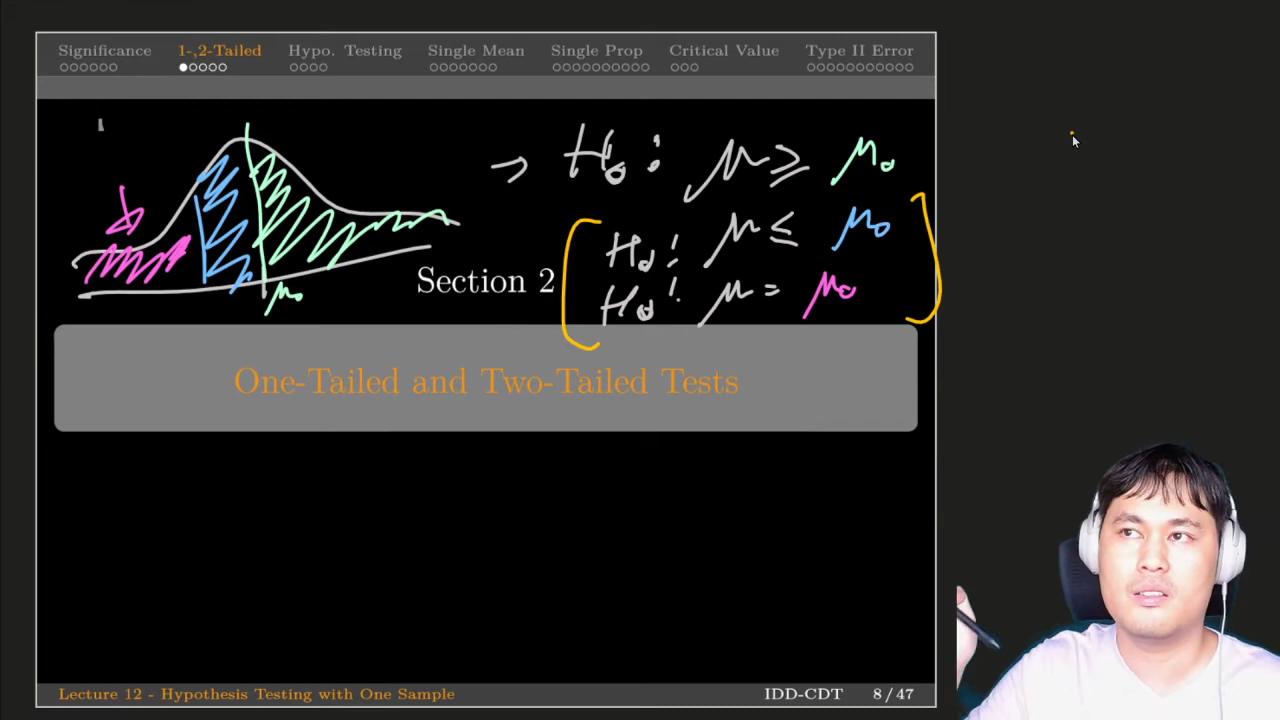 Significance 1-,2-Tailed Hypo. Testing Single Mean Single Prop Critical Value Type II Error
→ H₀: μ ≥ μ₀
H₀: μ ≤ μ₀
H₀: μ = μ₀
μ₀
Section 2
One-Tailed and Two-Tailed Tests
Lecture 12 - Hypothesis Testing with One Sample IDD-CDT 8 / 47